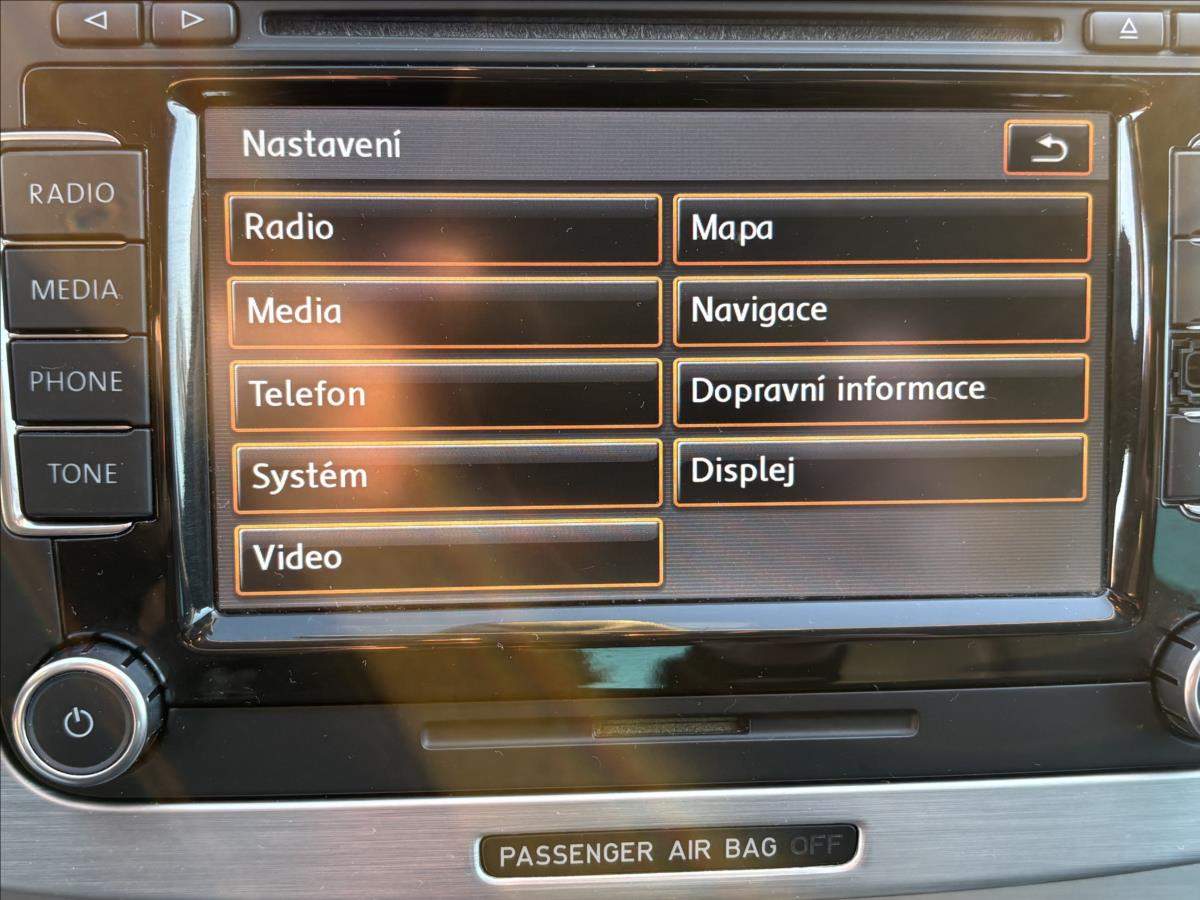 Nastavení
RADIO
MEDIA
PHONE
TONE
Radio
Mapa
Media
Navigace
Telefon
Dopravní informace
Systém
Displej
Video
PASSENGER AIR BAG OFF